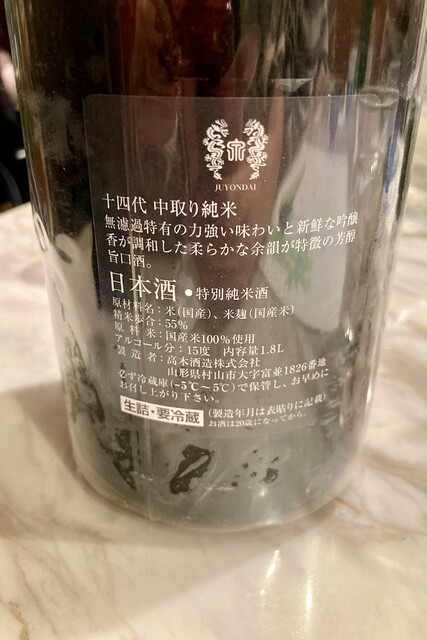 JUYONDAI
十四代 中取り純米
無濾過特有の力強い味わいと新鮮な吟醸
香が調和した柔らかな余韻が特徴の芳醇
旨口酒。
日本酒 ●特別純米酒
原材料名：米(国産)、米麹(国産米)
精米歩合：55%
原料米：国産米100%使用
アルコール分：15度 内容量1.8L
製造者：高木酒造株式会社
山形県村山市大字富並1826番地
必ず冷蔵庫(−5℃〜5℃)で保管し、お早めに
お召し上がり下さい。
生詰・要冷蔵 (製造年月は表貼りに記載)
お酒は20歳になってから。